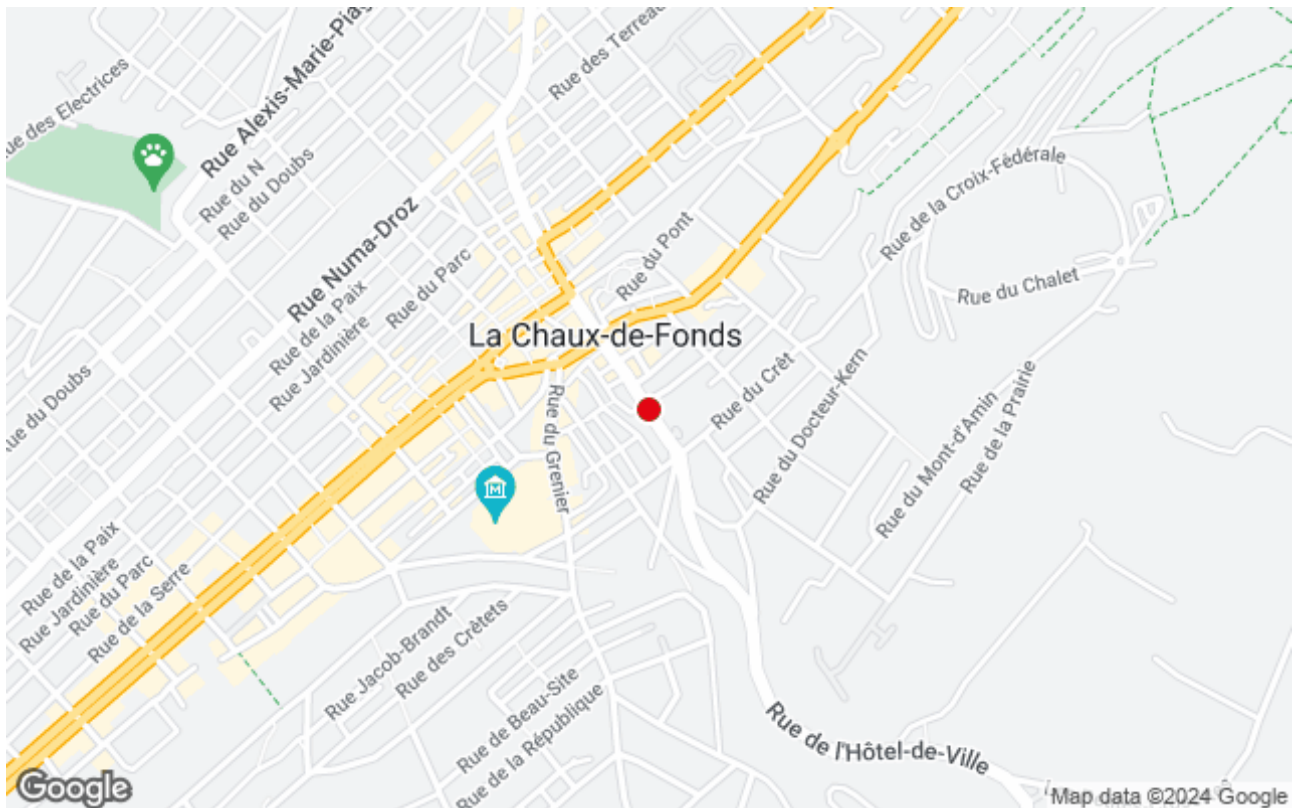 Rue Alexis-Marie-Piag
Rue des Terreau
Rue des Electrices
Rue du N
Rue du Doubs
Rue de la Croix-Fédérale
Rue Numa-Droz
Rue du Parc
Rue du Pont
Rue du Chalet
Rue de la Paix
Rue Jardinière
La Chaux-de-Fonds
Rue du Doubs
Rue du Grenier
Rue du Crêt
Rue du Docteur-Kern
Rue du Mont-d'Amin
Rue de la Prairie
M
Rue de la Paix
Rue Jardinière
Rue du Parc
Rue de la Serre
Rue Jacob-Brandt
Rue des Crêtets
Rue de Beau-Site
Rue de la République
Rue de l'Hôtel-de-Ville
Google
Map data ©2024 Google